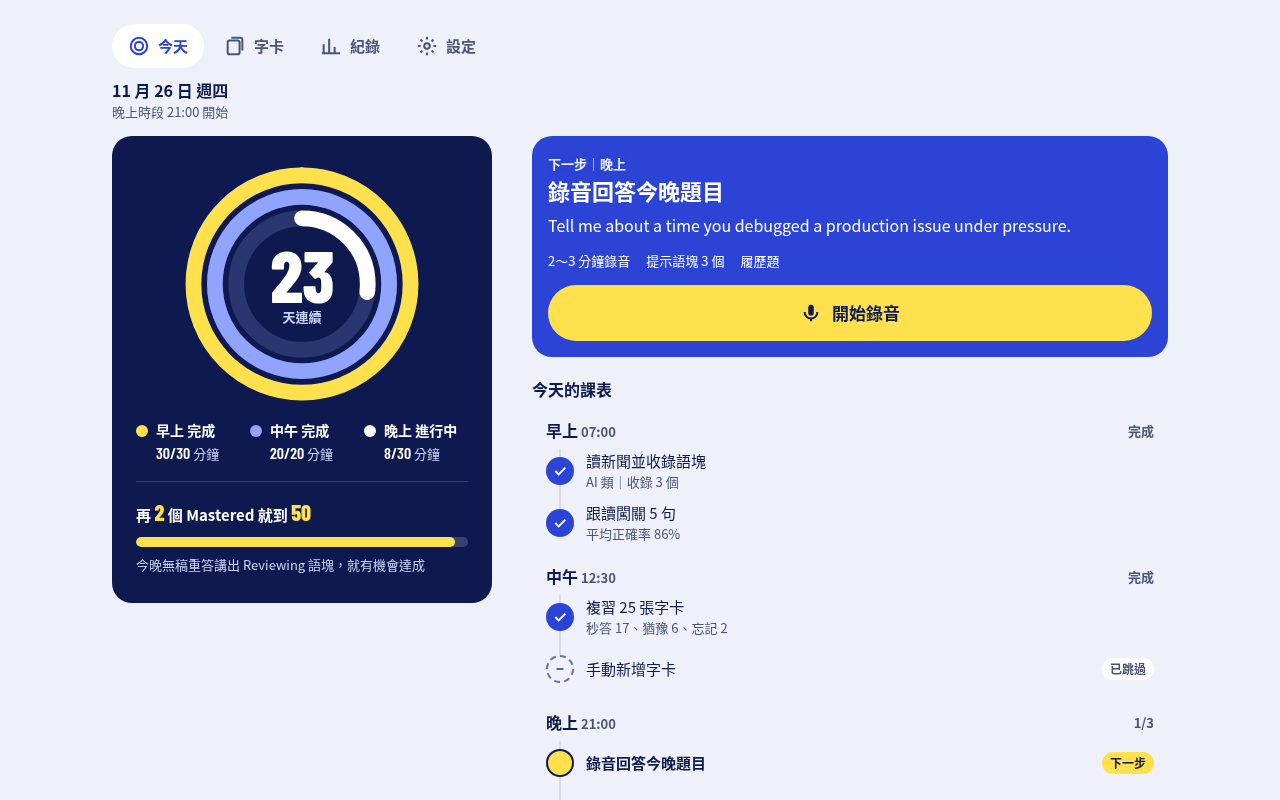 今天 字卡 紀錄 設定
11 月 26 日 週四
晚上時段 21:00 開始
23
天連續
早上 完成 中午 完成 晚上 進行中
30/30 分鐘 20/20 分鐘 8/30 分鐘
再 2 個 Mastered 就到 50
今晚無稿重答講出 Reviewing 語塊,就有機會達成
下一步|晚上
錄音回答今晚題目
Tell me about a time you debugged a production issue under pressure.
2～3 分鐘錄音 提示語塊 3 個 履歷題
開始錄音
今天的課表
早上 07:00 完成
讀新聞並收錄語塊
AI 類|收錄 3 個
跟讀闖關 5 句
平均正確率 86%
中午 12:30 完成
複習 25 張字卡
秒答 17、猶豫 6、忘記 2
手動新增字卡 已跳過
晚上 21:00 1/3
錄音回答今晚題目 下一步